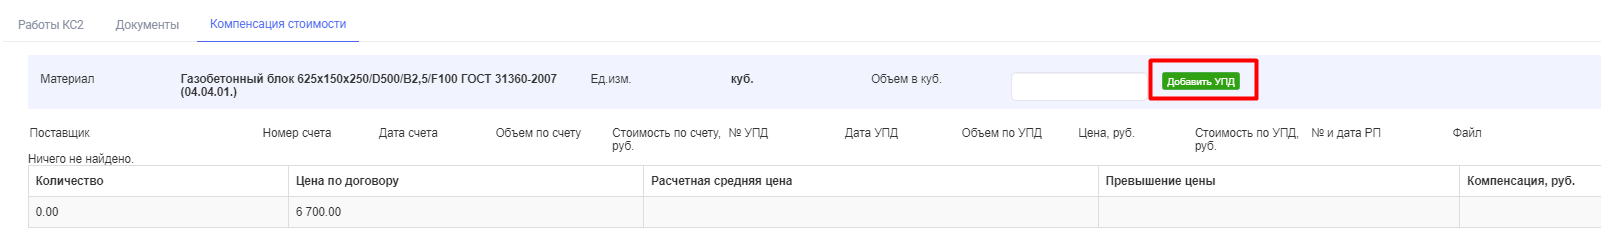 Работы КС2 Документы Компенсация стоимости
Материал Газобетонный блок 625х150х250/D500/В2,5/F100 ГОСТ 31360-2007 Ед.изм. куб. Объем в куб. Добавить УПД
(04.04.01.)
Поставщик Номер счета Дата счета Объем по счету Стоимость по счету, № УПД Дата УПД Объем по УПД Цена, руб. Стоимость по УПД, № и дата РП Файл
руб. руб.
Ничего не найдено.
Количество Цена по договору Расчетная средняя цена Превышение цены Компенсация, руб.
0.00 6 700.00